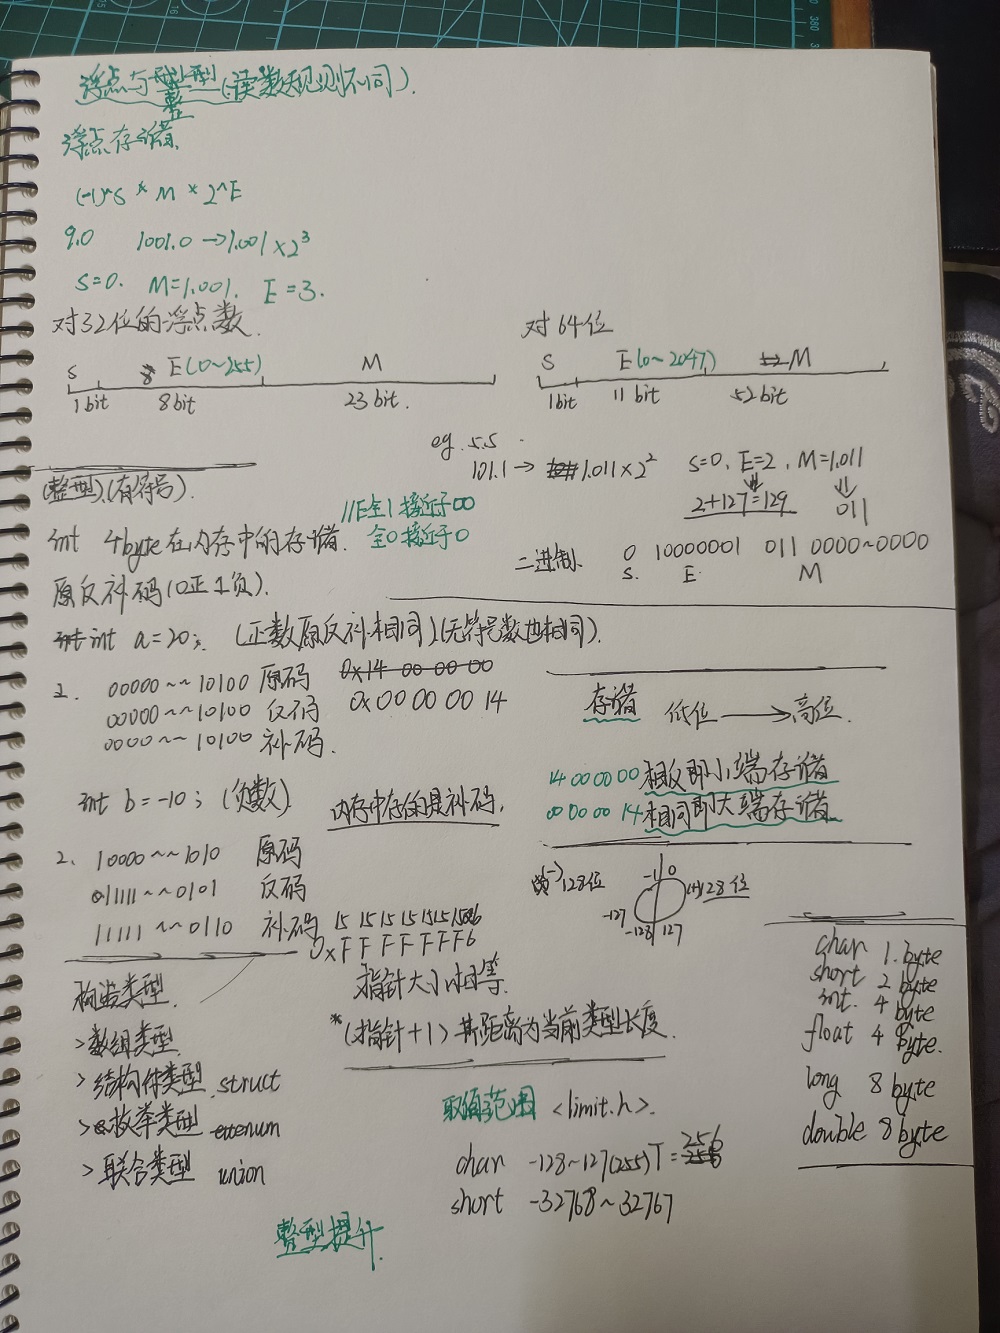 浮点与整型(读数规则不同).
浮点存储
(-1)^S * M * 2^E
9.0 1001.0 → 1.001 × 2^3
S=0. M=1.001. E=3.
对32位的浮点数.
S E(0~255) M
1bit 8bit 23bit.
对64位
S E(0~2047) M
1bit 11bit 52bit
eg. 5.5
101.1 → 1.011 × 2^2 S=0, E=2, M=1.011
2+127=129 011
二进制. 0 10000001 011 0000~0000
S. E. M
(整型)(有符号).
//E全1接近于∞
全0接近于0
int 4byte在内存中的存储.
原反补码(0正1负).
int a=20; (正数原反补相同)(无符号数也相同).
2. 00000~~10100 原码
00000~~10100 反码
0000~~10100 补码.
0x14 00 00 00
0x00 00 00 14
存储 低位 → 高位.
14 00 00 00 相反即小端存储
00 00 00 14 相同即大端存储
int b=-10; (负数)
内存中存的是补码.
2. 10000~~1010 原码
11111~~0101 反码
11111~~0110 补码
15 15 15 15 15 15 15 6
0xFFFFFFF6
(-)128位 -1 0 (+)128位
-127 -128 127
指针大小相等.
*(指针+1) 其距离为当前类型长度.
构造类型.
>数组类型
>结构体类型 struct
>枚举类型 enum
>联合类型 union
char 1 byte
short 2 byte
int. 4 byte
float 4 byte.
long 8 byte
double 8 byte
取值范围 <limit.h>.
char -128~127(255)T=256
short -32768~32767
整型提升.